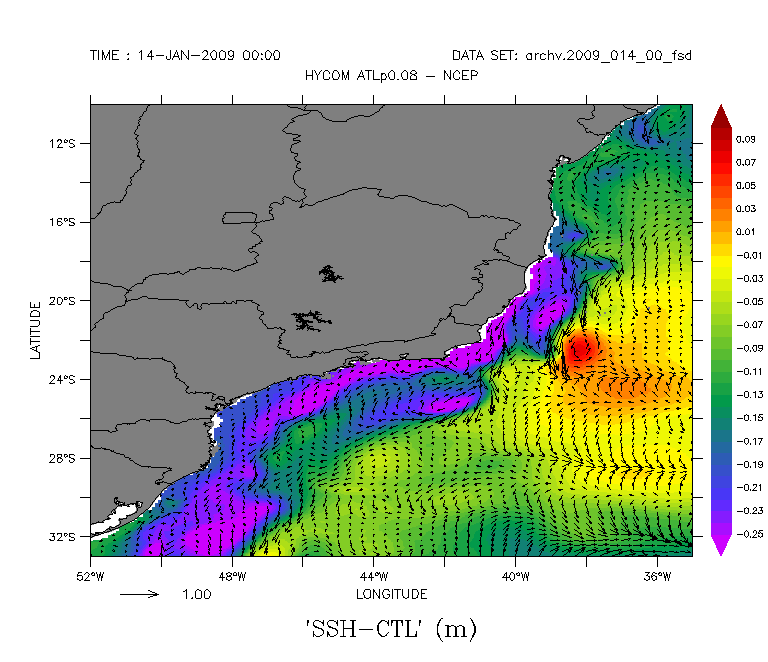 TIME : 14-JAN-2009 00:00 DATA SET: archv.2009_014_00_fsd
HYCOM ATLp0.08 - NCEP
12°S
16°S
20°S
24°S
28°S
32°S
LATITUDE
52°W 48°W 44°W 40°W 36°W
LONGITUDE
1.00
0.09
0.07
0.05
0.03
0.01
-0.01
-0.03
-0.05
-0.07
-0.09
-0.11
-0.13
-0.15
-0.17
-0.19
-0.21
-0.23
-0.25
'SSH-CTL' (m)